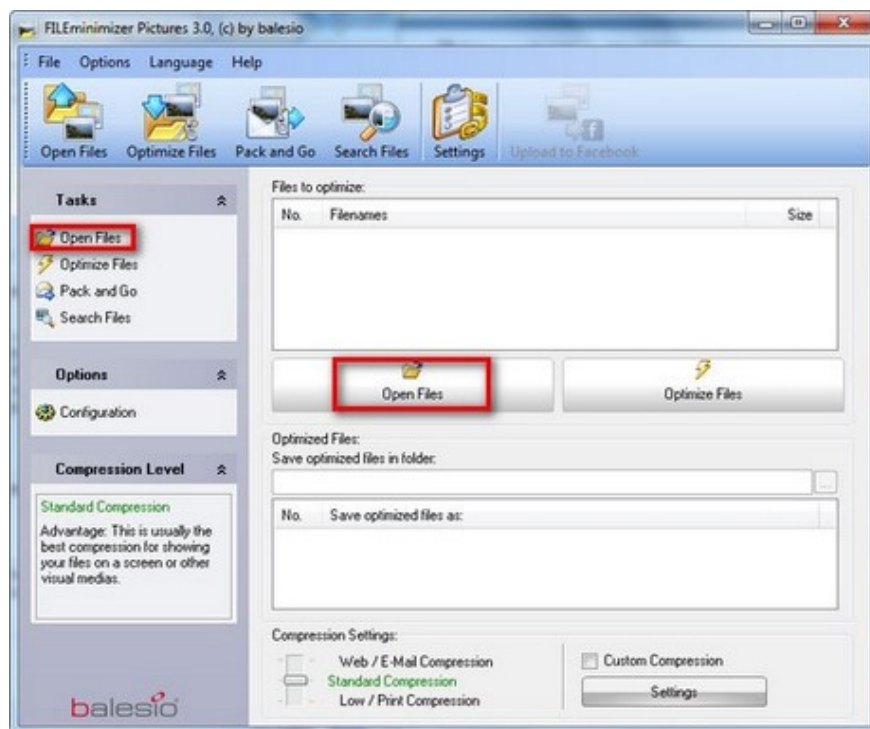 FILEminimizer Pictures 3.0, (c) by balesio
File Options Language Help
Open Files Optimize Files Pack and Go Search Files Settings Upload to Facebook
Tasks
Open Files
Optimize Files
Pack and Go
Search Files
Options
Configuration
Compression Level
Standard Compression
Advantage: This is usually the
best compression for showing
your files on a screen or other
visual medias.
balesio
Files to optimize:
No. Filenames Size
Open Files Optimize Files
Optimized Files:
Save optimized files in folder:
...
No. Save optimized files as:
Compression Settings:
Web / E-Mail Compression
Standard Compression
Low / Print Compression
Custom Compression
Settings